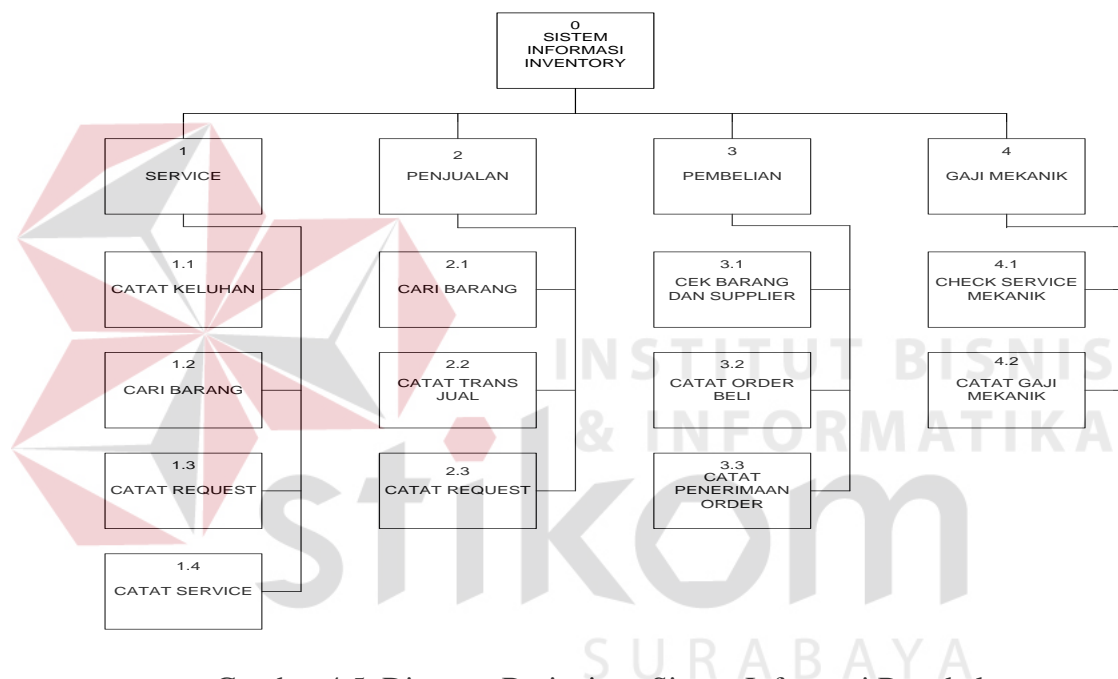 0
SISTEM
INFORMASI
INVENTORY
1
SERVICE
2
PENJUALAN
3
PEMBELIAN
4
GAJI MEKANIK
1.1
CATAT KELUHAN
2.1
CARI BARANG
3.1
CEK BARANG
DAN SUPPLIER
4.1
CHECK SERVICE
MEKANIK
1.2
CARI BARANG
2.2
CATAT TRANS
JUAL
3.2
CATAT ORDER
BELI
4.2
CATAT GAJI
MEKANIK
1.3
CATAT REQUEST
2.3
CATAT REQUEST
3.3
CATAT
PENERIMAAN
ORDER
1.4
CATAT SERVICE
INSTITUT BISNIS
& INFORMATIKA
stikom
SURABAYA